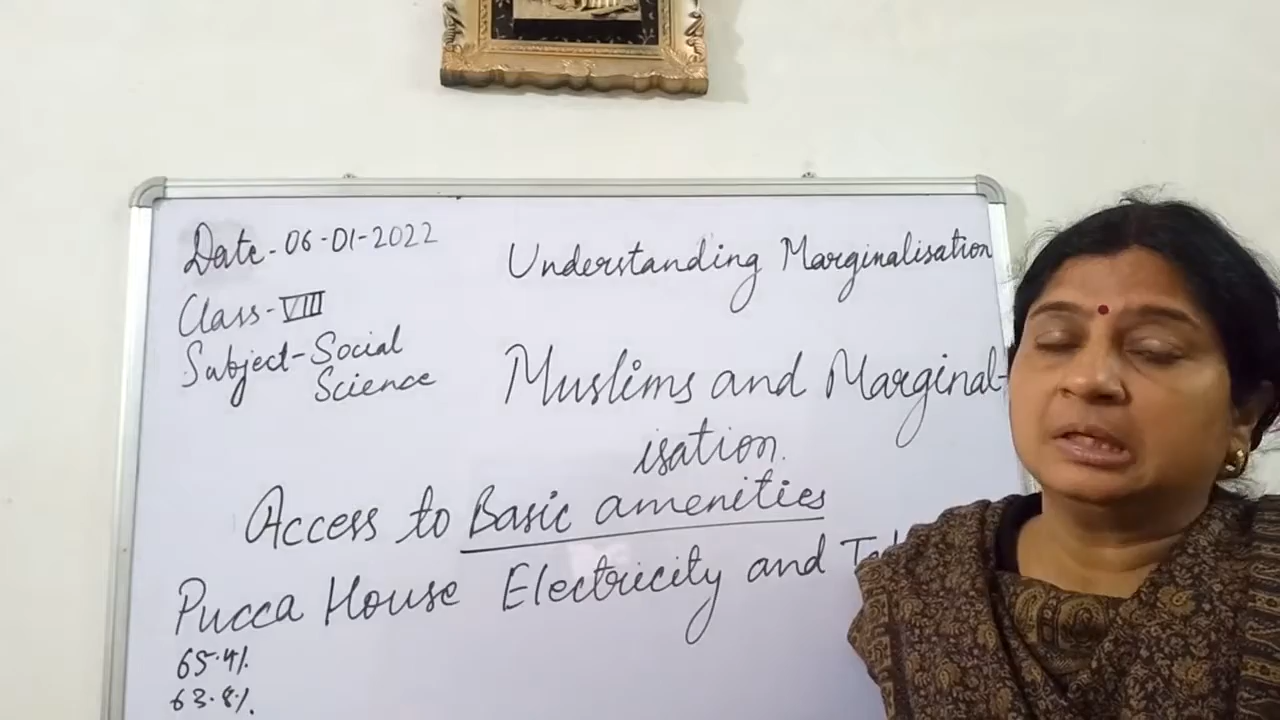 Date-06-01-2022
Class-VIII
Subject-Social
Science
Understanding Marginalisation
Muslims and Marginal-
isation.
Access to Basic amenities
Pucca House Electricity and
65.4%
63.8%